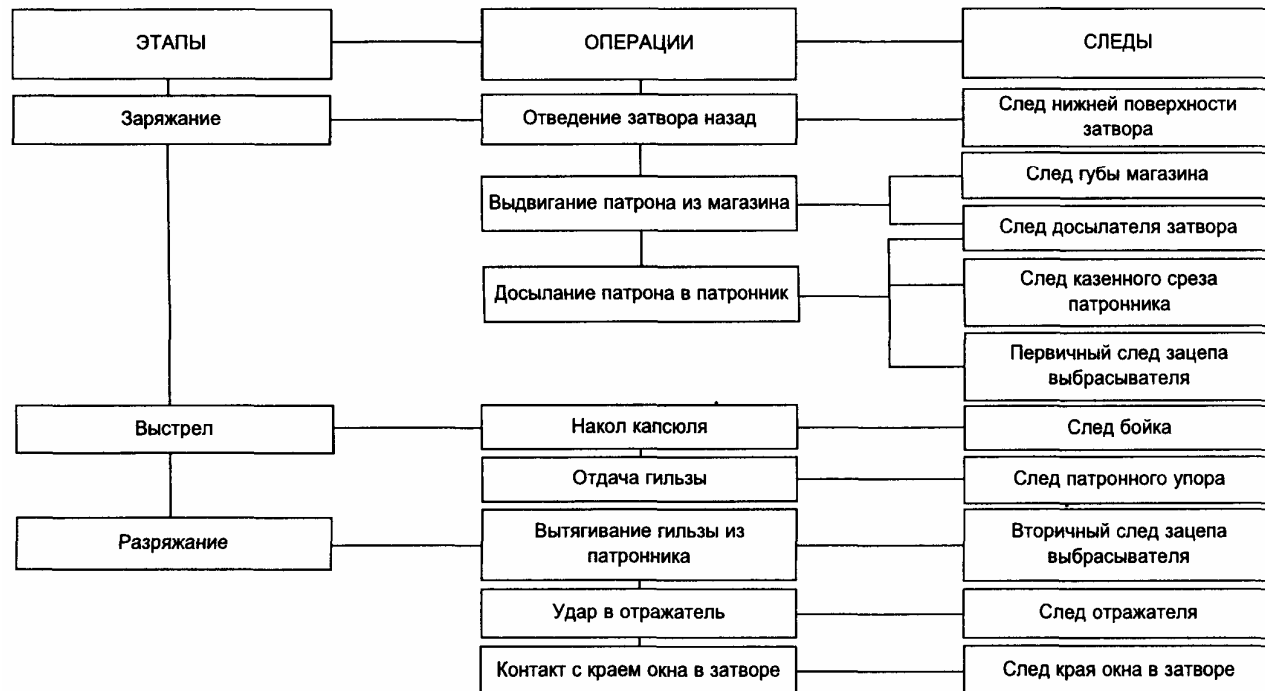 ЭТАПЫ
ОПЕРАЦИИ
СЛЕДЫ
Заряжание
Отведение затвора назад
След нижней поверхности
затвора
Выдвигание патрона из магазина
След губы магазина
След досылателя затвора
Досылание патрона в патронник
След казенного среза
патронника
Первичный след зацепа
выбрасывателя
Выстрел
Накол капсюля
След бойка
Отдача гильзы
След патронного упора
Разряжание
Вытягивание гильзы из
патронника
Вторичный след зацепа
выбрасывателя
Удар в отражатель
След отражателя
Контакт с краем окна в затворе
След края окна в затворе